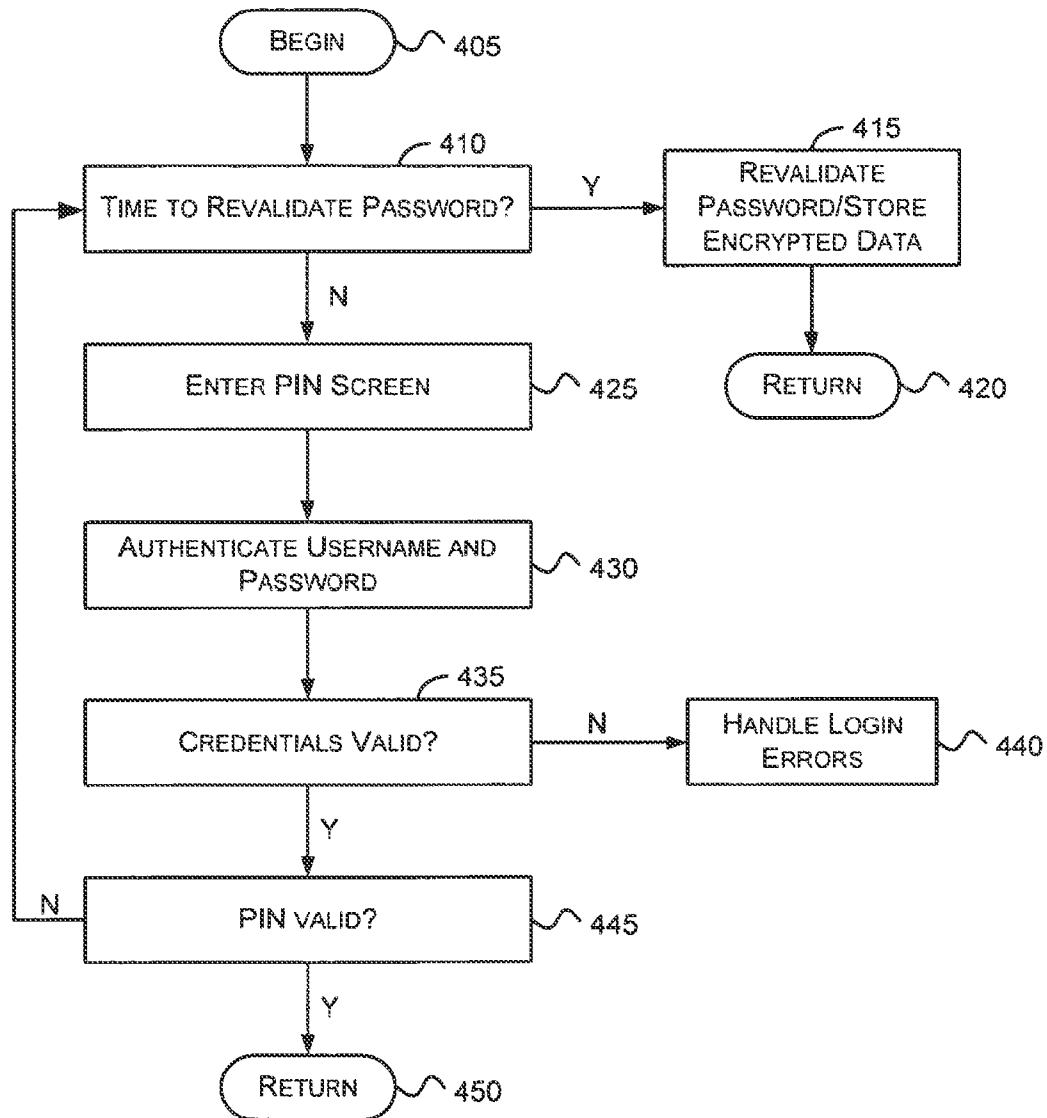 BEGIN
405
410
TIME TO REVALIDATE PASSWORD?
Y
415
REVALIDATE
PASSWORD/STORE
ENCRYPTED DATA
N
ENTER PIN SCREEN
425
RETURN
420
AUTHENTICATE USERNAME AND
PASSWORD
430
435
CREDENTIALS VALID?
N
HANDLE LOGIN
ERRORS
440
Y
N
PIN VALID?
445
Y
RETURN
450